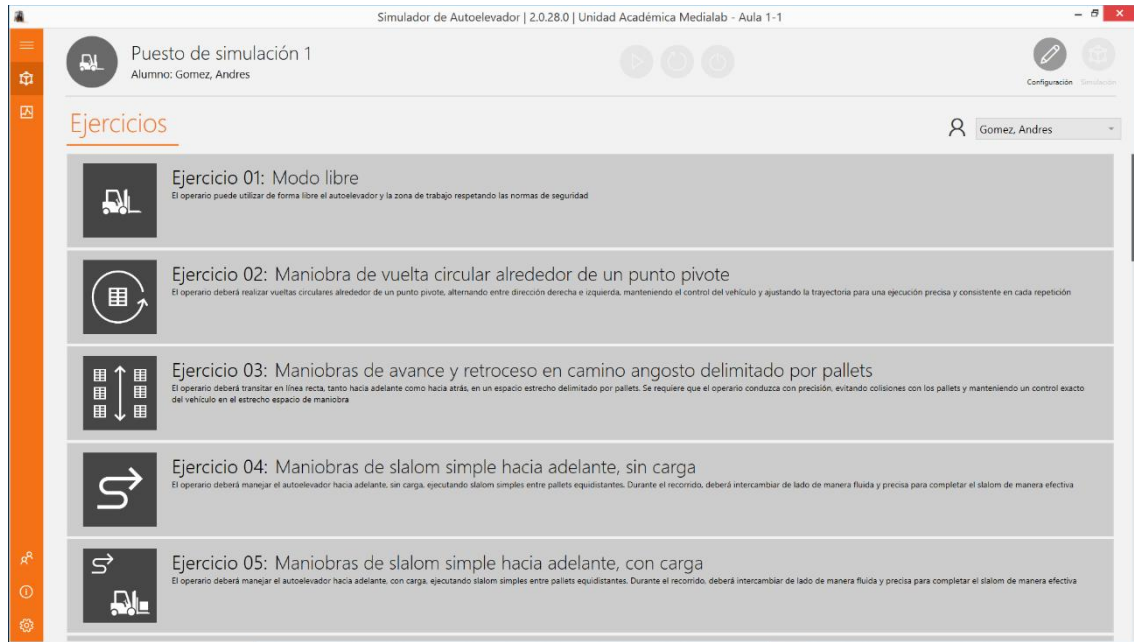 Simulador de Autoelevador | 2.0.28.0 | Unidad Académica Medialab - Aula 1-1
Puesto de simulación 1
Alumno: Gomez, Andres
Configuración
Simulación
Ejercicios
Gomez, Andres
Ejercicio 01: Modo libre
El operario puede utilizar de forma libre el autoelevador y la zona de trabajo respetando las normas de seguridad
Ejercicio 02: Maniobra de vuelta circular alrededor de un punto pivote
El operario deberá realizar vueltas circulares alrededor de un punto pivote, alternando entre dirección derecha e izquierda, manteniendo el control del vehículo y ajustando la trayectoria para una ejecución precisa y consistente en cada repetición
Ejercicio 03: Maniobras de avance y retroceso en camino angosto delimitado por pallets
El operario deberá transitar en línea recta, tanto hacia adelante como hacia atrás, en un espacio estrecho delimitado por pallets. Se requiere que el operario conduzca con precisión, evitando colisiones con los pallets y manteniendo un control exacto
del vehículo en el estrecho espacio de maniobra
Ejercicio 04: Maniobras de slalom simple hacia adelante, sin carga
El operario deberá manejar el autoelevador hacia adelante, sin carga, ejecutando slalom simples entre pallets equidistantes. Durante el recorrido, deberá intercambiar de lado de manera fluida y precisa para completar el slalom de manera efectiva
Ejercicio 05: Maniobras de slalom simple hacia adelante, con carga
El operario deberá manejar el autoelevador hacia adelante, con carga, ejecutando slalom simples entre pallets equidistantes. Durante el recorrido, deberá intercambiar de lado de manera fluida y precisa para completar el slalom de manera efectiva